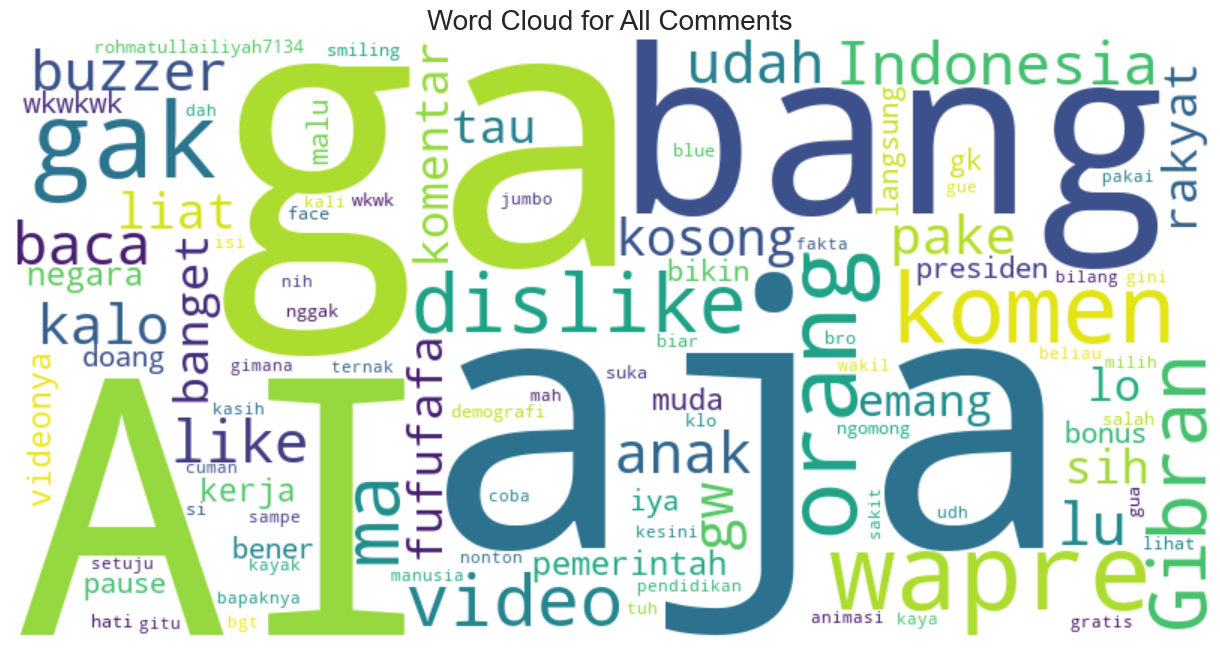 Word Cloud for All Comments
rohmatullailiyah7134
smiling
buzzer
udah
Indonesia
wkwkwk
dah
gak
ga
malu
komentar
tau
bang
blue
langsung
gk
gue
pakai
rakyat
liat
kali
wkwk
face
jumbo
isi
baca
banget
kosong
fakta
pake
negara
nih
nggak
dislike
bikin
presiden
bilang
gini
kalo
doang
gimana
ternak
biar
orang
bro
komen
beliau
milih
wakil
videonya
kasih
fufufafa
suka
mah
demografi
muda
klo
emang
ngomong
lo
salah
bonus
Gibran
AI
like
cuman
aja
anak
sih
kerja
si
sampe
ma
coba
iya
gw
kesini
sakit
udh
lu
gua
lihat
bener
setuju
kayak
pause
nonton
manusia
pemerintah
pendidikan
wapre
bapaknya
hati
gitu
bgt
video
tuh
animasi
kaya
gratis